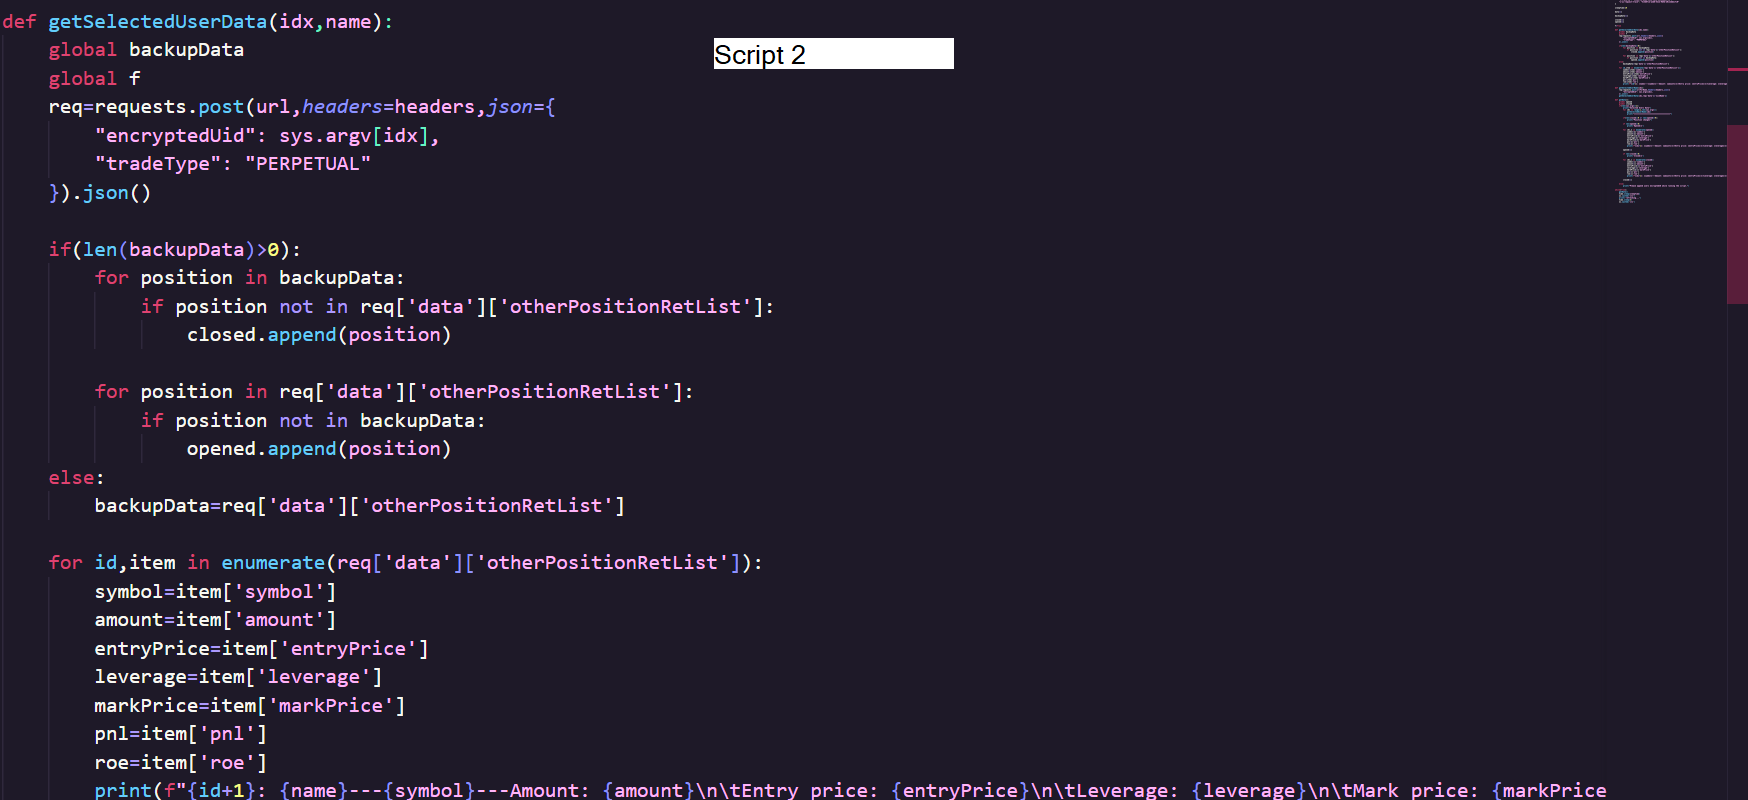 def getSelectedUserData(idx,name):
    global backupData
Script 2
    global f
    req=requests.post(url,headers=headers,json={
        "encryptedUid": sys.argv[idx],
        "tradeType": "PERPETUAL"
    }).json()
    if(len(backupData)>0):
        for position in backupData:
            if position not in req['data']['otherPositionRetList']:
                closed.append(position)
        for position in req['data']['otherPositionRetList']:
            if position not in backupData:
                opened.append(position)
    else:
        backupData=req['data']['otherPositionRetList']
    for id,item in enumerate(req['data']['otherPositionRetList']):
        symbol=item['symbol']
        amount=item['amount']
        entryPrice=item['entryPrice']
        leverage=item['leverage']
        markPrice=item['markPrice']
        pnl=item['pnl']
        roe=item['roe']
        print(f"{id+1}: {name}---{symbol}---Amount: {amount}\n\tEntry price: {entryPrice}\n\tLeverage: {leverage}\n\tMark price: {markPrice